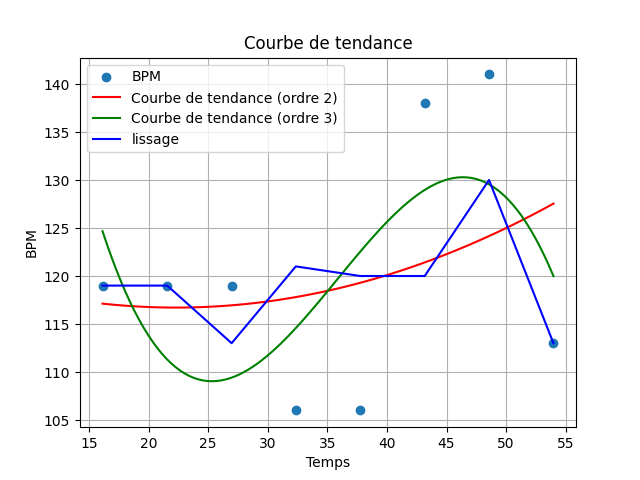 Courbe de tendance
BPM
Courbe de tendance (ordre 2)
Courbe de tendance (ordre 3)
lissage
140
135
130
125
120
115
110
105
BPM
15 20 25 30 35 40 45 50 55
Temps